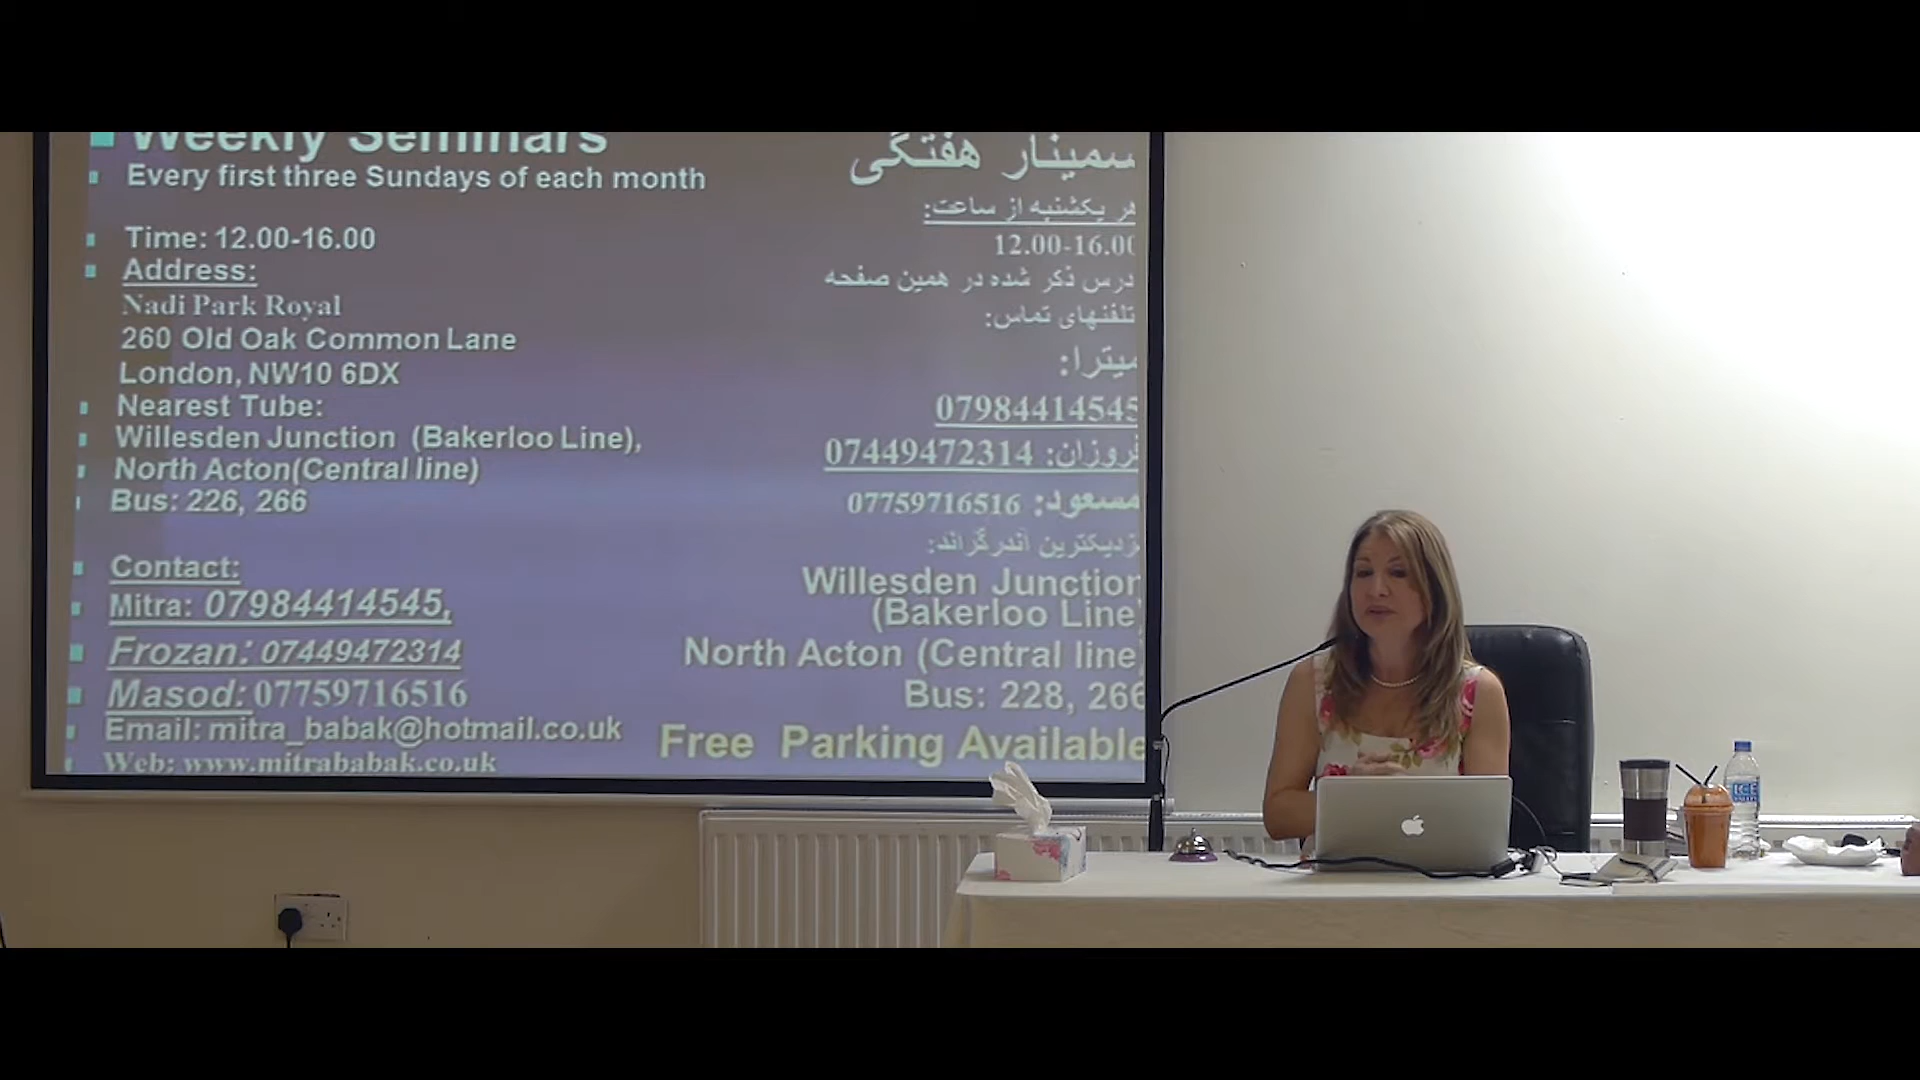 Weekly Seminars
Every first three Sundays of each month
Time: 12.00-16.00
Address:
Nadi Park Royal
260 Old Oak Common Lane
London, NW10 6DX
Nearest Tube:
Willesden Junction (Bakerloo Line),
North Acton(Central line)
Bus: 226, 266
Contact:
Mitra: 07984414545,
Frozan: 07449472314
Masod: 07759716516
Email: mitra_babak@hotmail.co.uk
Web: www.mitrababak.co.uk
سمینار هفتگی
هر یکشنبه از ساعت:
12.00-16.00
درس ذکر شده در همین صفحه
تلفنهای تماس:
میترا:
07984414545
فروزان: 07449472314
مسعود: 07759716516
نزدیکترین آندرگراند:
Willesden Junction
(Bakerloo Line)
North Acton (Central line)
Bus: 228, 266
Free Parking Available
ICE